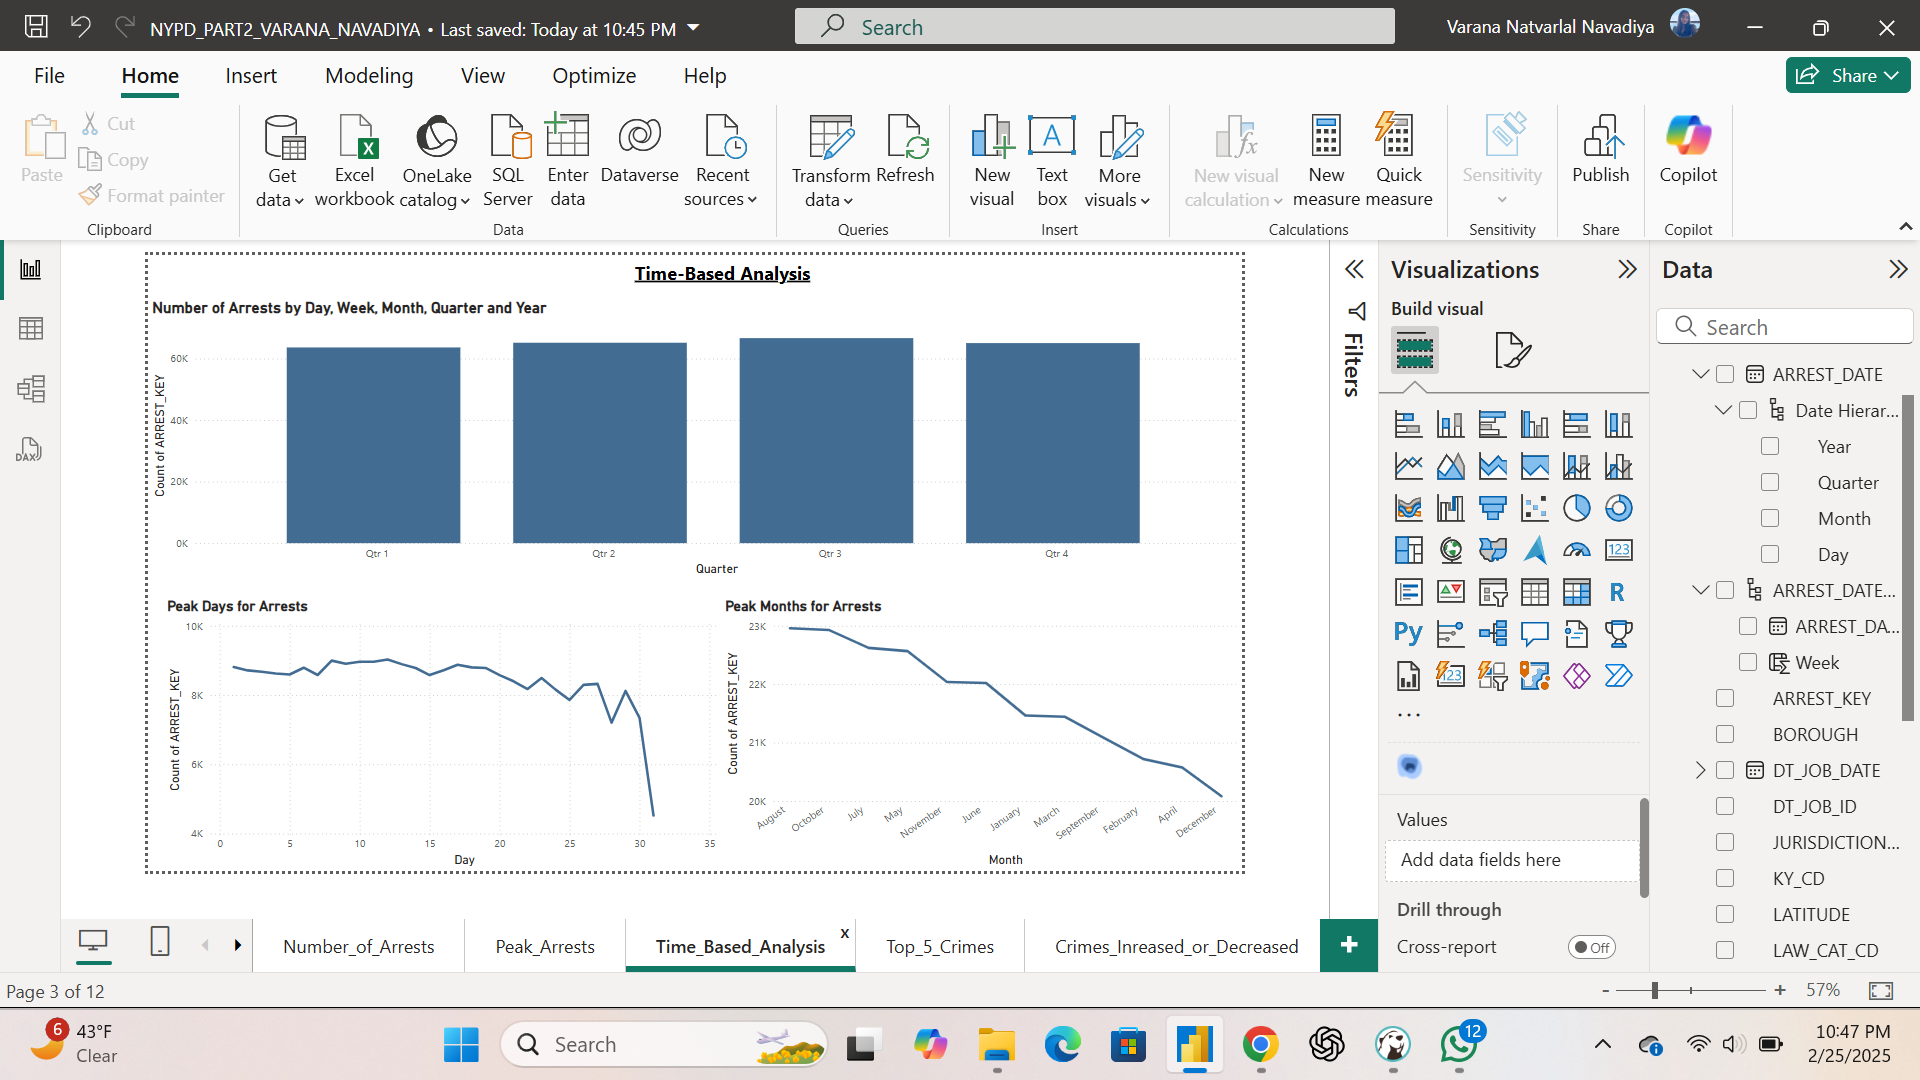 NYPD_PART2_VARANA_NAVADIYA • Last saved: Today at 10:45 PM
Search
Varana Natvarlal Navadiya
File
Home
Insert
Modeling
View
Optimize
Help
Share
Paste
Cut
Copy
Format painter
Clipboard
Get data
Excel workbook
OneLake catalog
SQL Server
Enter data
Dataverse
Recent sources
Data
Transform data
Refresh
Queries
New visual
Text box
More visuals
Insert
New visual calculation
New measure
Quick measure
Calculations
Sensitivity
Sensitivity
Publish
Share
Copilot
Copilot
Time-Based Analysis
Number of Arrests by Day, Week, Month, Quarter and Year
Count of ARREST_KEY
60K
40K
20K
0K
Qtr 1
Qtr 2
Qtr 3
Qtr 4
Quarter
Peak Days for Arrests
Count of ARREST_KEY
10K
8K
6K
4K
0
5
10
15
20
25
30
35
Day
Peak Months for Arrests
Count of ARREST_KEY
23K
22K
21K
20K
August
October
July
May
November
June
January
March
September
February
April
December
Month
Filters
Visualizations
Build visual
123
R
Py
123
...
Values
Add data fields here
Drill through
Cross-report
Off
Data
Search
ARREST_DATE
Date Hierar...
Year
Quarter
Month
Day
ARREST_DATE...
ARREST_DA...
Week
ARREST_KEY
BOROUGH
DT_JOB_DATE
DT_JOB_ID
JURISDICTION...
KY_CD
LATITUDE
LAW_CAT_CD
DAX
Number_of_Arrests
Peak_Arrests
Time_Based_Analysis
x
Top_5_Crimes
Crimes_Inreased_or_Decreased
+
Page 3 of 12
-
+
57%
6
43°F
Clear
Search
12
10:47 PM
2/25/2025